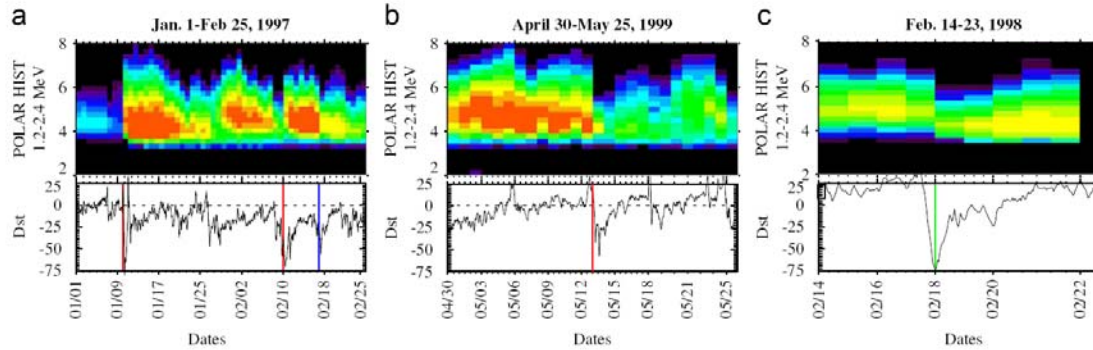 a
Jan. 1-Feb 25, 1997
POLAR HIST
1.2-2.4 MeV
8
6
4
2
Dst
25
0
-25
-50
-75
01/01
01/09
01/17
01/25
02/02
02/10
02/18
02/25
Dates
b
April 30-May 25, 1999
POLAR HIST
1.2-2.4 MeV
8
6
4
2
Dst
25
0
-25
-50
-75
04/30
05/03
05/06
05/09
05/12
05/15
05/18
05/21
05/25
Dates
c
Feb. 14-23, 1998
POLAR HIST
1.2-2.4 MeV
8
6
4
2
Dst
25
0
-25
-50
-75
02/14
02/16
02/18
02/20
02/22
Dates